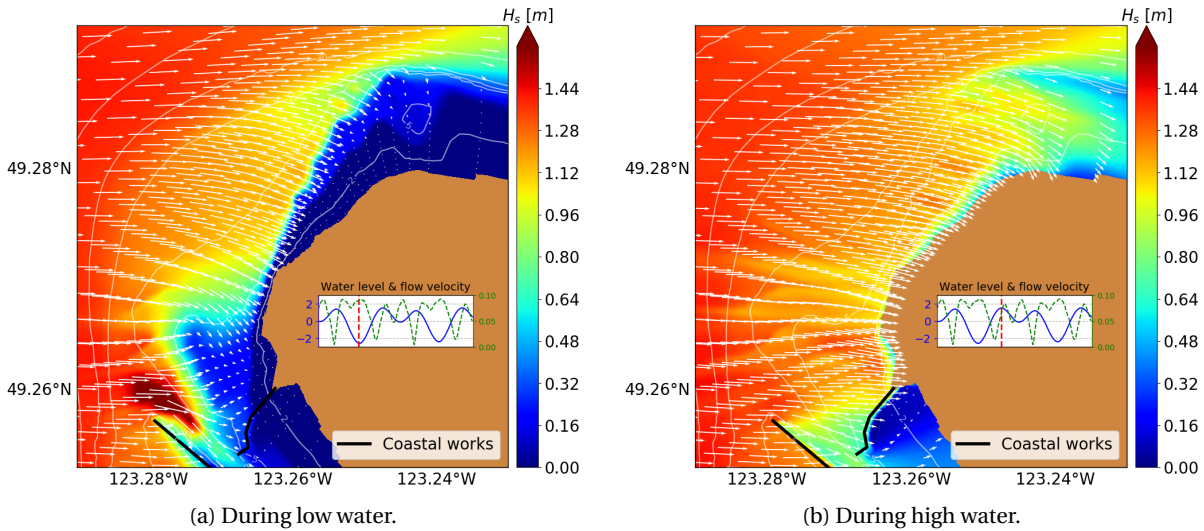 H_s [m]
1.44
1.28
1.12
0.96
0.80
0.64
0.48
0.32
0.16
0.00
49.28°N
49.26°N
Water level & flow velocity
2
0
−2
0.10
0.05
0.00
Coastal works
123.28°W
123.26°W
123.24°W
(a) During low water.
H_s [m]
1.44
1.28
1.12
0.96
0.80
0.64
0.48
0.32
0.16
0.00
49.28°N
49.26°N
Water level & flow velocity
2
0
−2
0.10
0.05
0.00
Coastal works
123.28°W
123.26°W
123.24°W
(b) During high water.